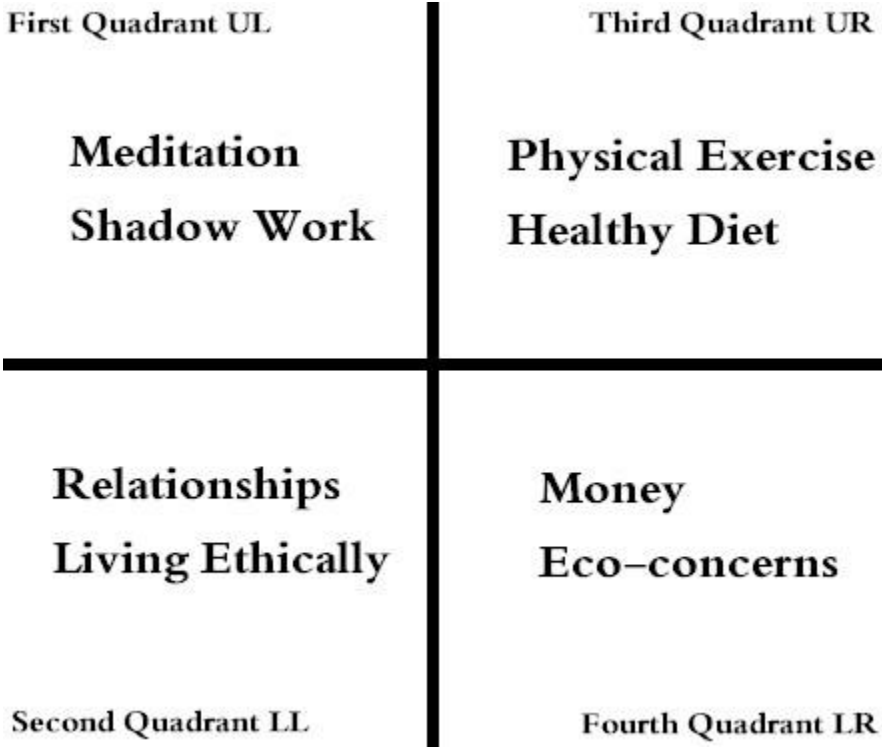 First Quadrant UL
Third Quadrant UR
Meditation
Shadow Work
Physical Exercise
Healthy Diet
Relationships
Living Ethically
Money
Eco-concerns
Second Quadrant LL
Fourth Quadrant LR